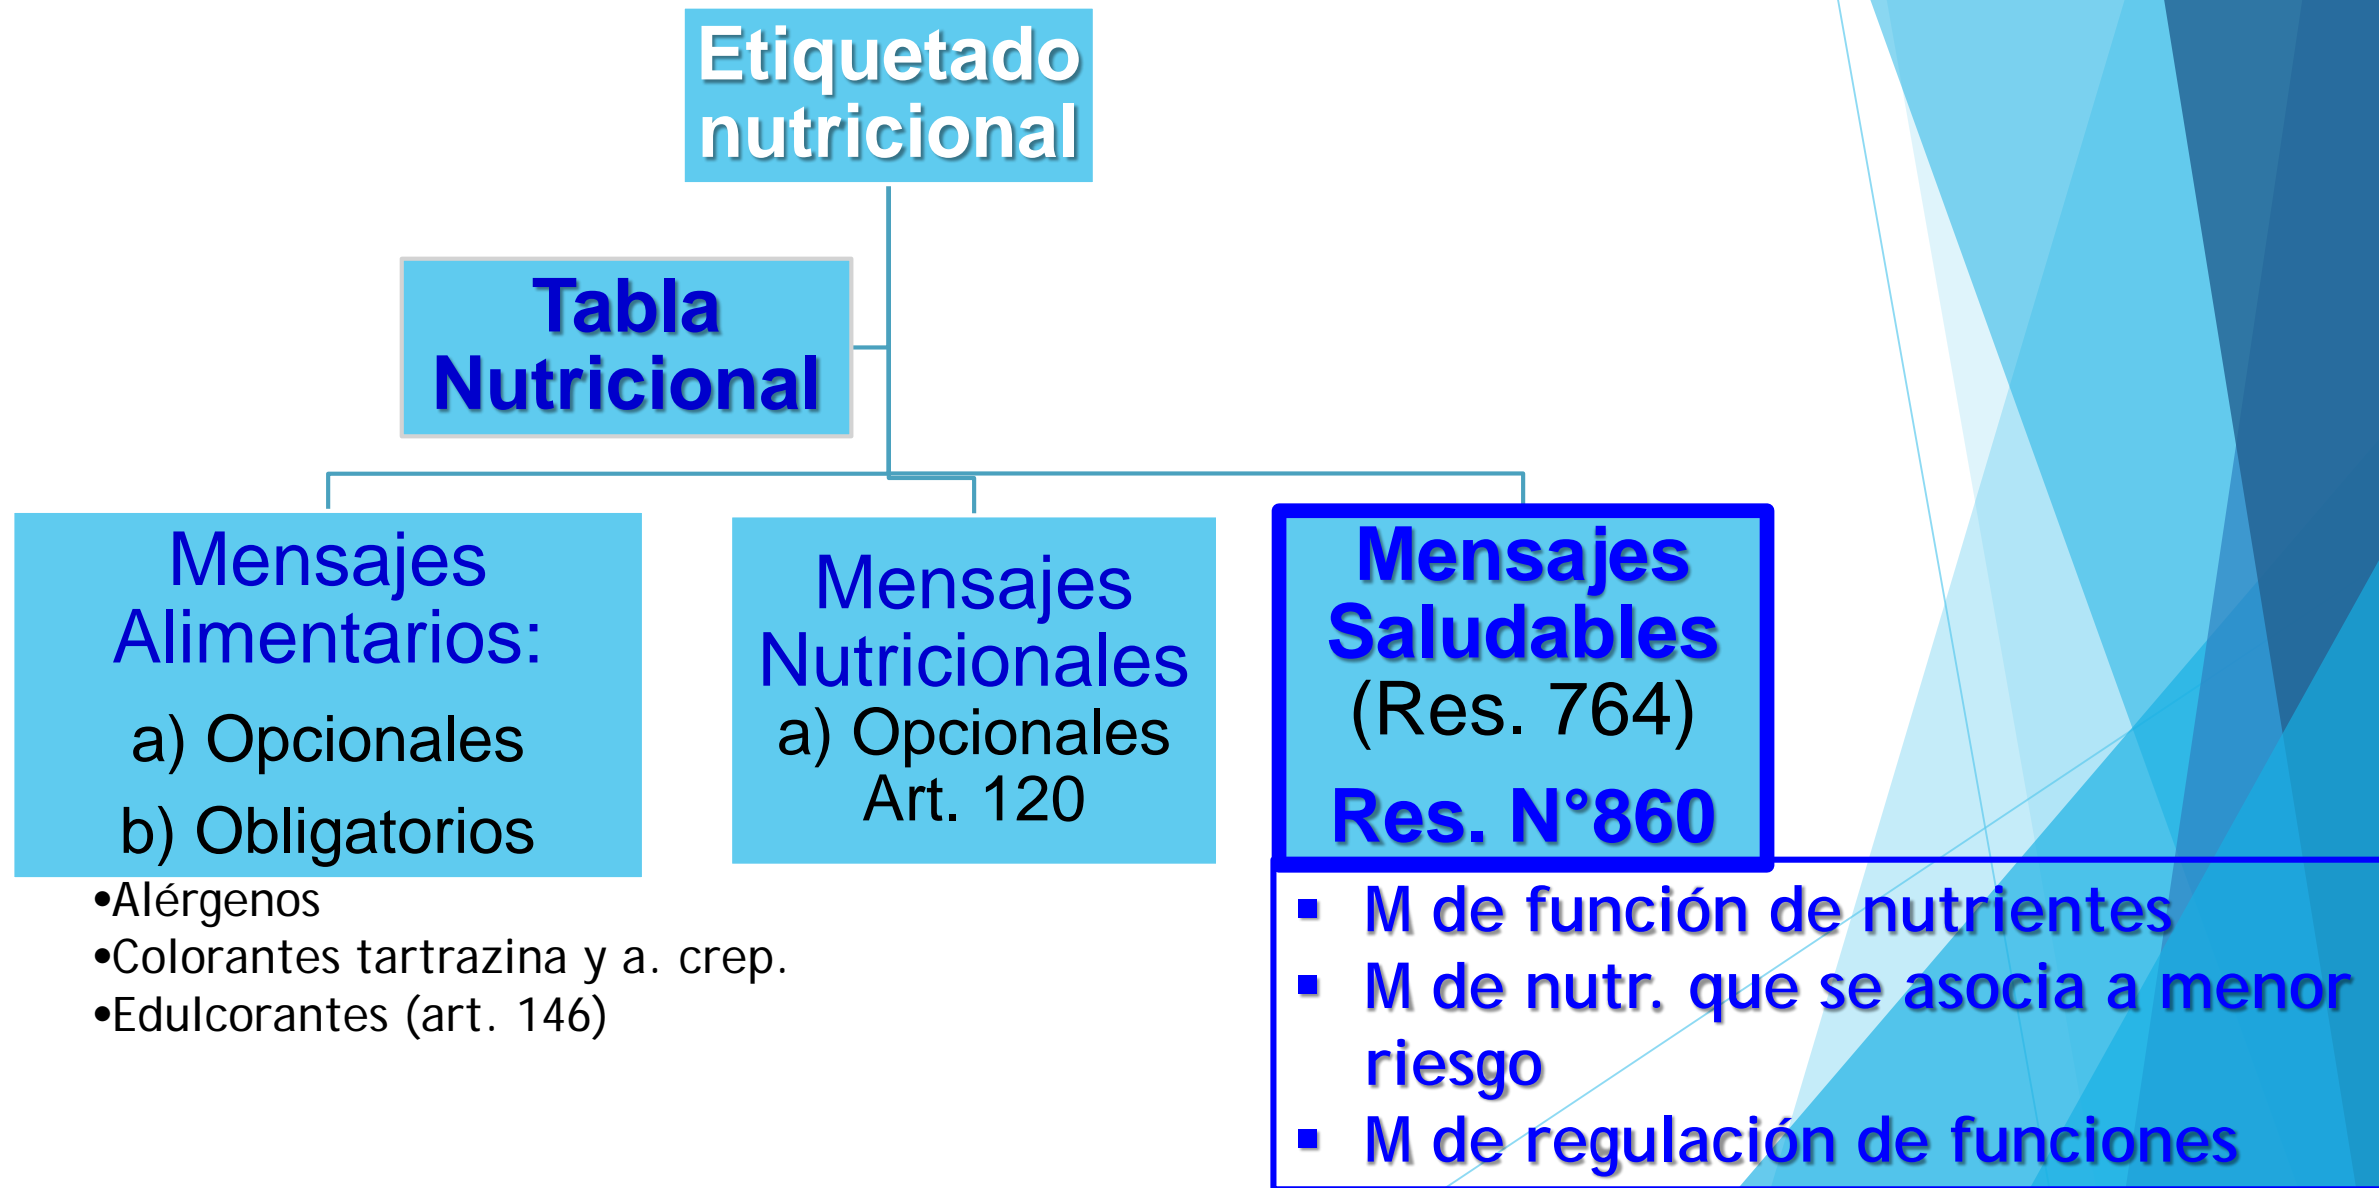 Etiquetado
nutricional
Tabla
Nutricional
Mensajes
Alimentarios:
a) Opcionales
b) Obligatorios
•Alérgenos
•Colorantes tartrazina y a. crep.
•Edulcorantes (art. 146)
Mensajes
Nutricionales
a) Opcionales
Art. 120
Mensajes
Saludables
(Res. 764)
Res. N°860
▪ M de función de nutrientes
▪ M de nutr. que se asocia a menor
riesgo
▪ M de regulación de funciones